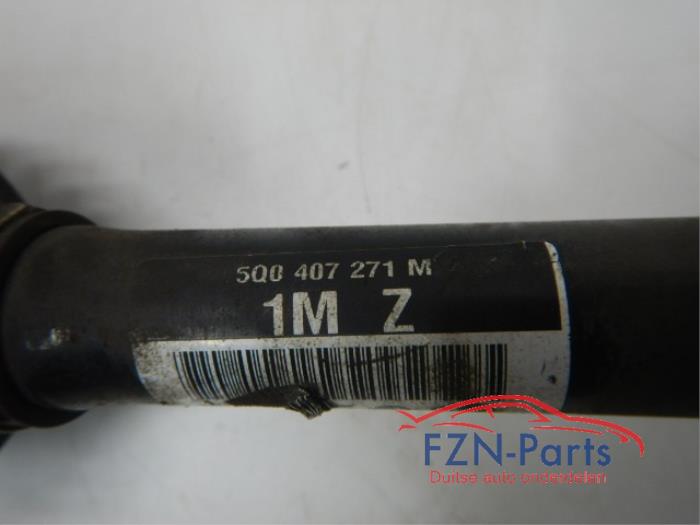 5Q0 407 271 M
1M Z
FZN-Parts
Duitse auto onderdelen